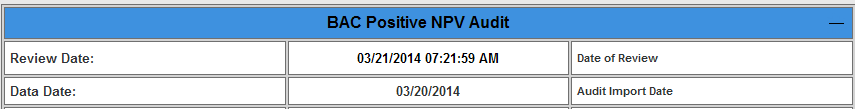 BAC Positive NPV Audit —
Review Date: 03/21/2014 07:21:59 AM Date of Review
Data Date: 03/20/2014 Audit Import Date